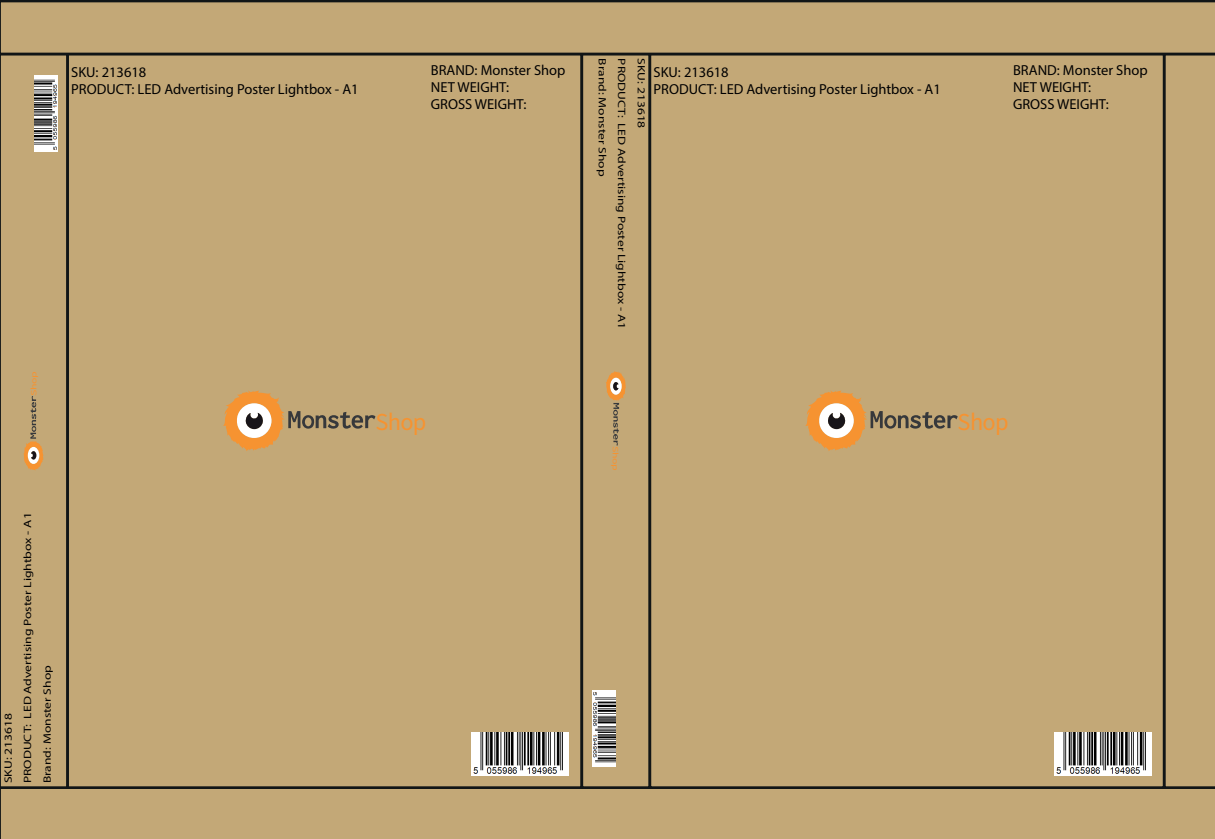 5 055986 194965
MonsterShop
SKU: 213618
PRODUCT: LED Advertising Poster Lightbox - A1
Brand: Monster Shop
SKU: 213618
PRODUCT: LED Advertising Poster Lightbox - A1
BRAND: Monster Shop
NET WEIGHT:
GROSS WEIGHT:
MonsterShop
5 055986 194965
SKU: 213618
PRODUCT: LED Advertising Poster Lightbox - A1
Brand: Monster Shop
Monster
5 055986 194965
SKU: 213618
PRODUCT: LED Advertising Poster Lightbox - A1
BRAND: Monster Shop
NET WEIGHT:
GROSS WEIGHT:
MonsterShop
5 055986 194965